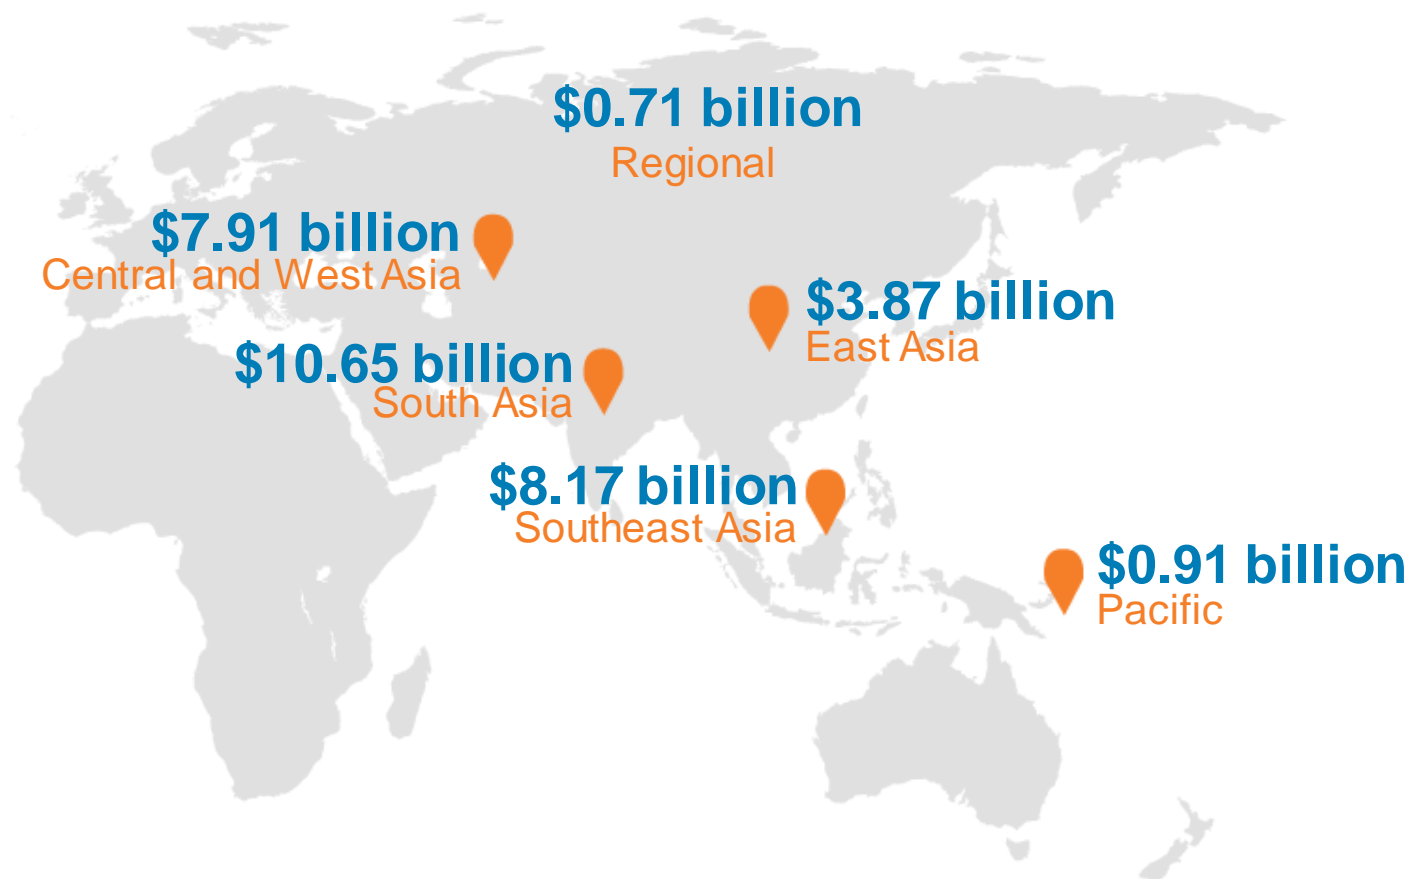 $0.71 billion
Regional
$7.91 billion
Central and West Asia
$3.87 billion
East Asia
$10.65 billion
South Asia
$8.17 billion
Southeast Asia
$0.91 billion
Pacific